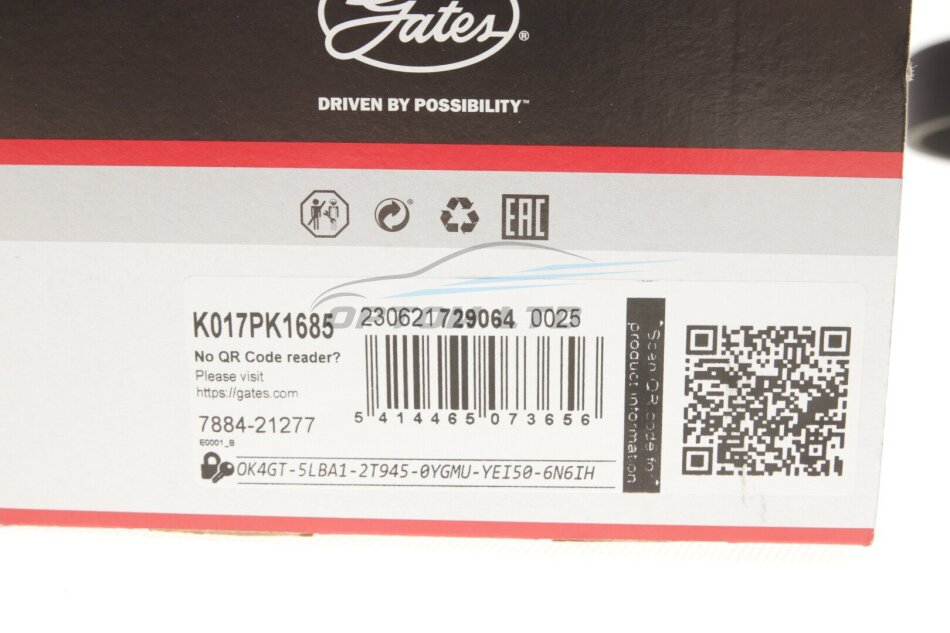 Gates®
DRIVEN BY POSSIBILITY™
EAC
K017PK1685
230621729064 0025
No QR Code reader?
Please visit
https://gates.com
5 414465 073656
7884-21277
E0001_B
OK4GT-5LBA1-2T945-0YGMU-YEI50-6N6IH
Scan QR code in*
product information*